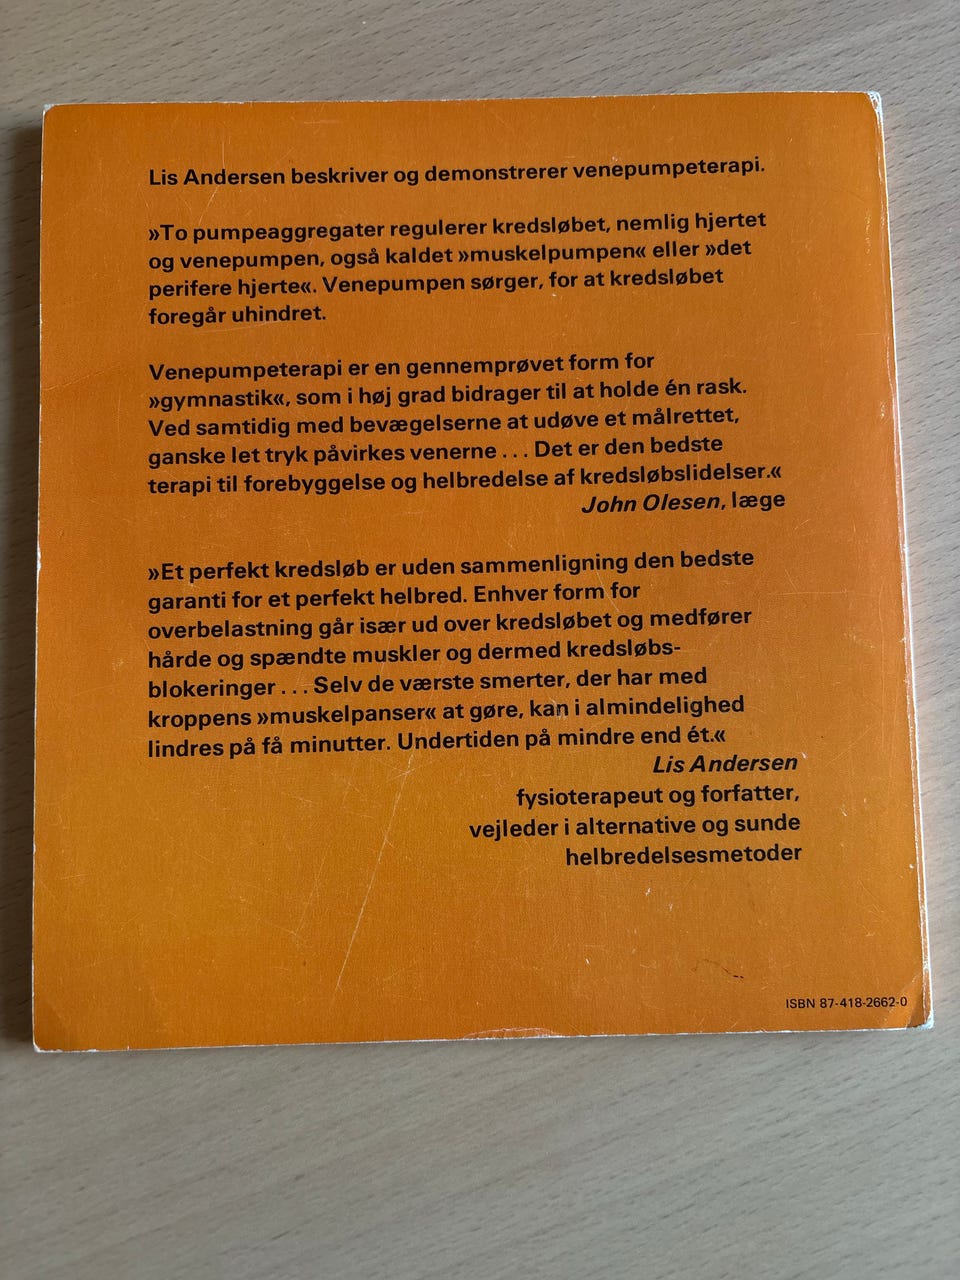 Lis Andersen beskriver og demonstrerer venepumpeterapi.
»To pumpeaggregater regulerer kredsløbet, nemlig hjertet
og venepumpen, også kaldet »muskelpumpen« eller »det
perifere hjerte«. Venepumpen sørger, for at kredsløbet
foregår uhindret.
Venepumpeterapi er en gennemprøvet form for
»gymnastik«, som i høj grad bidrager til at holde én rask.
Ved samtidig med bevægelserne at udøve et målrettet,
ganske let tryk påvirkes venerne ... Det er den bedste
terapi til forebyggelse og helbredelse af kredsløbslidelser.«
John Olesen, læge
»Et perfekt kredsløb er uden sammenligning den bedste
garanti for et perfekt helbred. Enhver form for
overbelastning går især ud over kredsløbet og medfører
hårde og spændte muskler og dermed kredsløbs-
blokeringer ... Selv de værste smerter, der har med
kroppens »muskelpanser« at gøre, kan i almindelighed
lindres på få minutter. Undertiden på mindre end ét.«
Lis Andersen
fysioterapeut og forfatter,
vejleder i alternative og sunde
helbredelsesmetoder
ISBN 87-418-2662-0